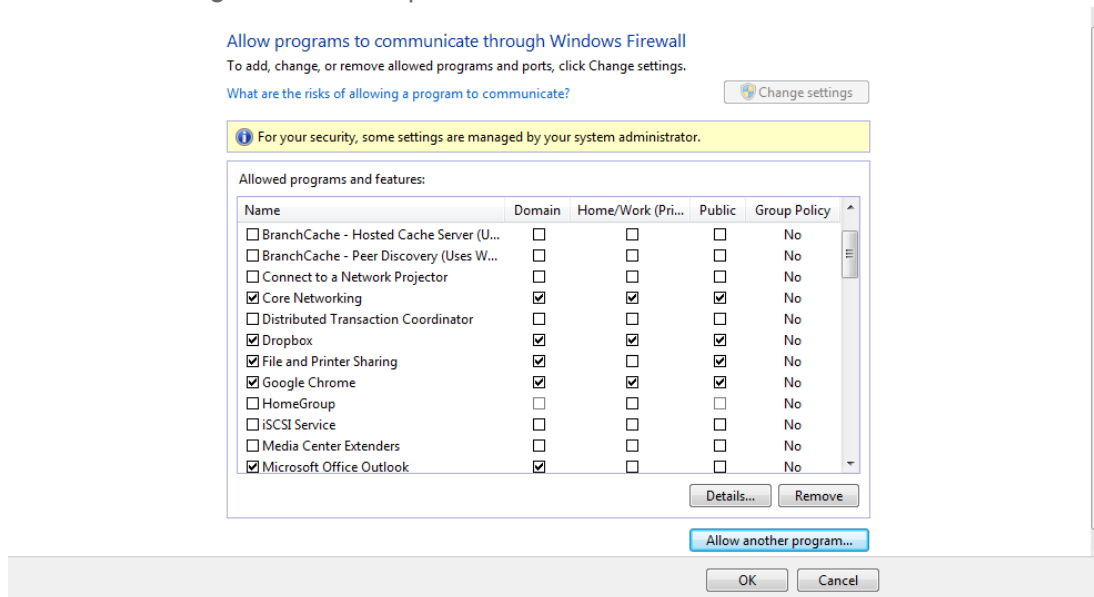 Allow programs to communicate through Windows Firewall
To add, change, or remove allowed programs and ports, click Change settings.
What are the risks of allowing a program to communicate?
Change settings
For your security, some settings are managed by your system administrator.
Allowed programs and features:
Name Domain Home/Work (Pri... Public Group Policy
BranchCache - Hosted Cache Server (U... No
BranchCache - Peer Discovery (Uses W... No
Connect to a Network Projector No
Core Networking No
Distributed Transaction Coordinator No
Dropbox No
File and Printer Sharing No
Google Chrome No
HomeGroup No
iSCSI Service No
Media Center Extenders No
Microsoft Office Outlook No
Details... Remove
Allow another program...
OK Cancel